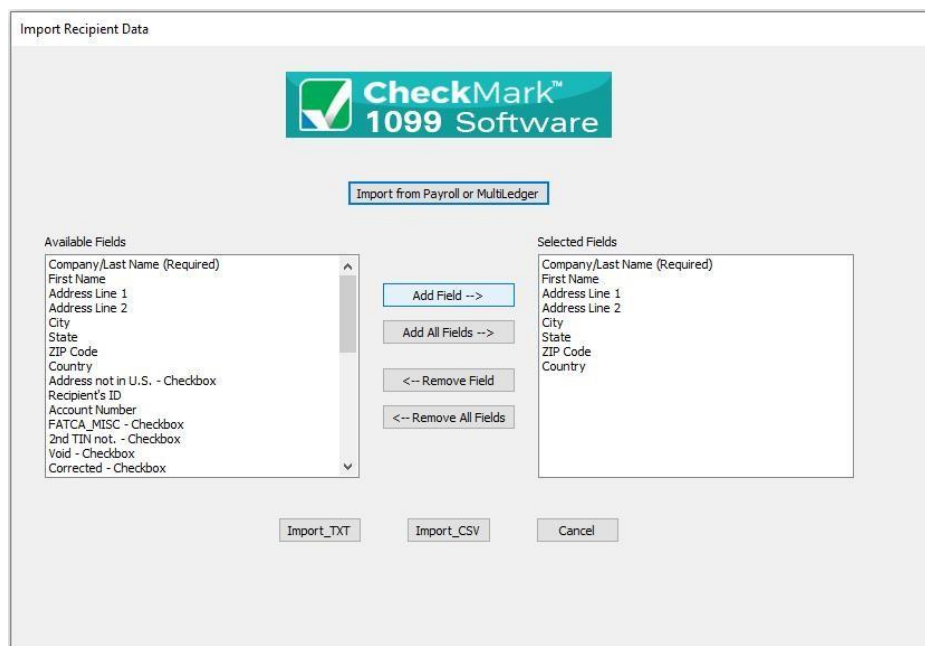 Import Recipient Data
CheckMark™
1099 Software
Import from Payroll or MultiLedger
Available Fields
Company/Last Name (Required)
First Name
Address Line 1
Address Line 2
City
State
ZIP Code
Country
Address not in U.S. - Checkbox
Recipient's ID
Account Number
FATCA_MISC - Checkbox
2nd TIN not. - Checkbox
Void - Checkbox
Corrected - Checkbox
Add Field -->
Add All Fields -->
<-- Remove Field
<-- Remove All Fields
Selected Fields
Company/Last Name (Required)
First Name
Address Line 1
Address Line 2
City
State
ZIP Code
Country
Import_TXT
Import_CSV
Cancel